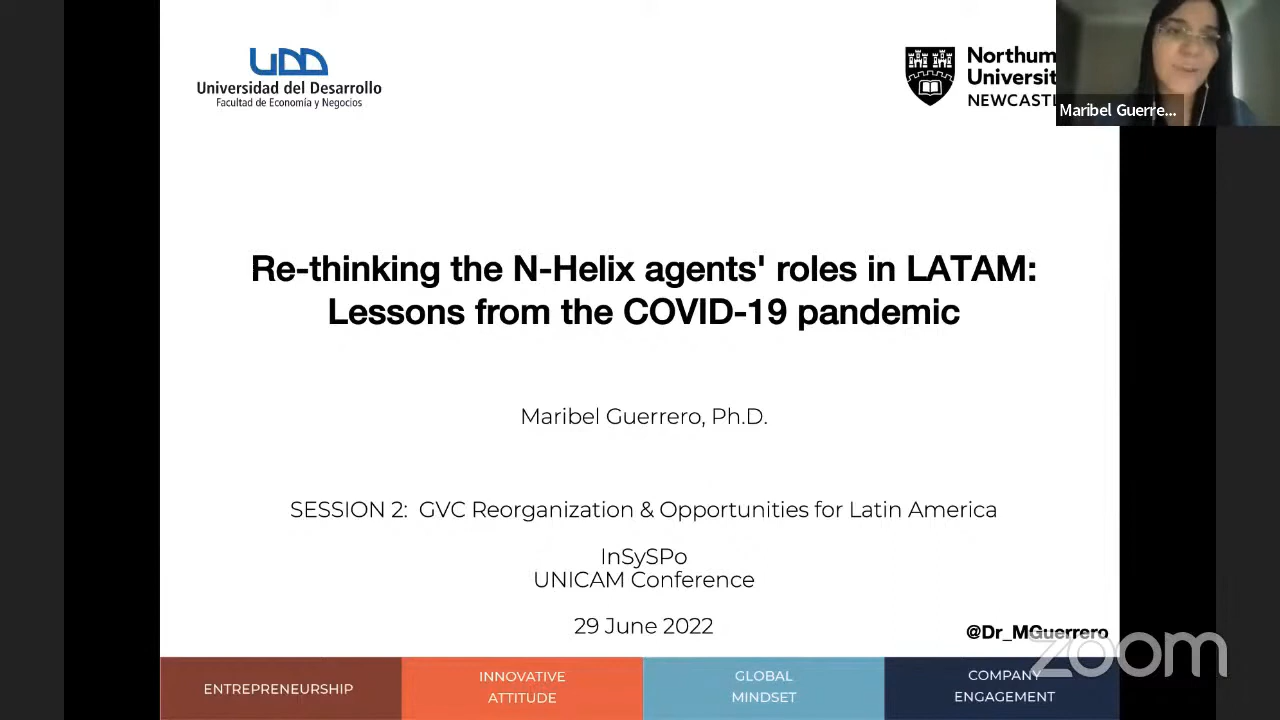 UDD
Universidad del Desarrollo
Facultad de Economía y Negocios
Northum
Universit
NEWCASTL
Maribel Guerre...
Re-thinking the N-Helix agents' roles in LATAM:
Lessons from the COVID-19 pandemic
Maribel Guerrero, Ph.D.
SESSION 2: GVC Reorganization & Opportunities for Latin America
InSySPo
UNICAM Conference
29 June 2022
@Dr_MGuerrero
zoom
ENTREPRENEURSHIP
INNOVATIVE
ATTITUDE
GLOBAL
MINDSET
COMPANY
ENGAGEMENT